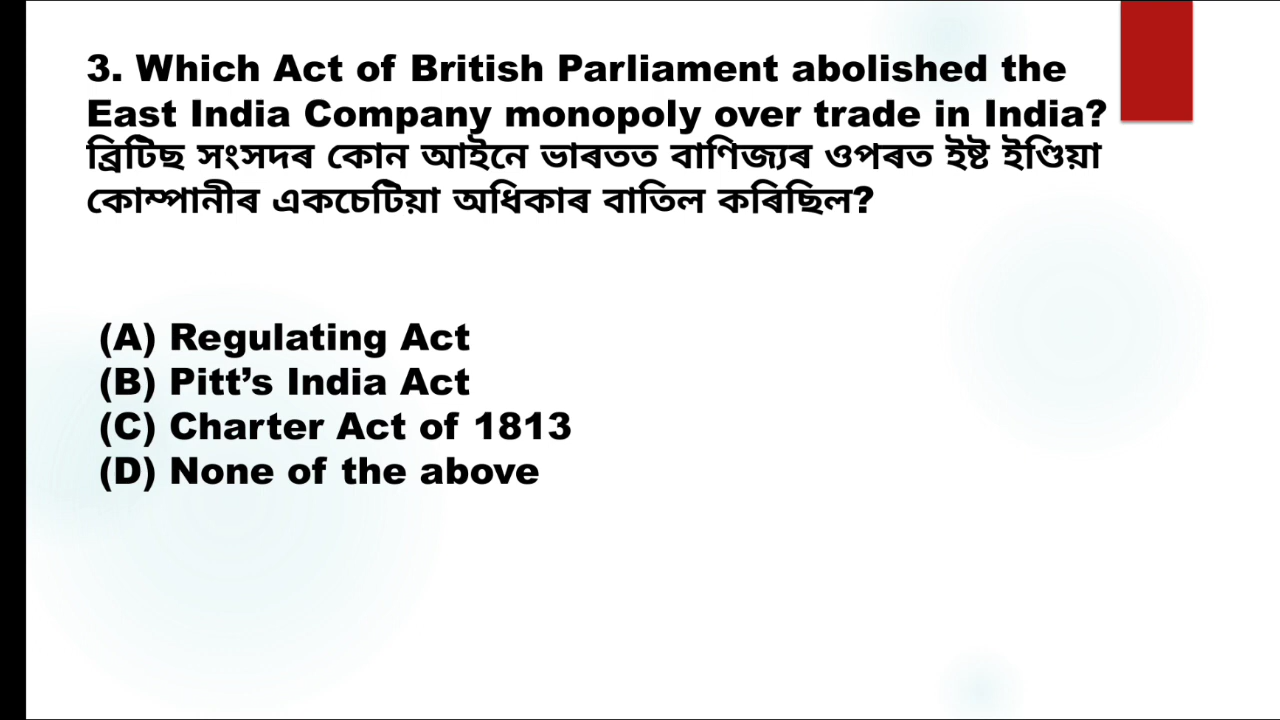 3. Which Act of British Parliament abolished the
East India Company monopoly over trade in India?
ব্ৰিটিছ সংসদৰ কোন আইনে ভাৰতত বাণিজ্যৰ ওপৰত ইষ্ট ইণ্ডিয়া
কোম্পানীৰ একচেটিয়া অধিকাৰ বাতিল কৰিছিল?
(A) Regulating Act
(B) Pitt’s India Act
(C) Charter Act of 1813
(D) None of the above